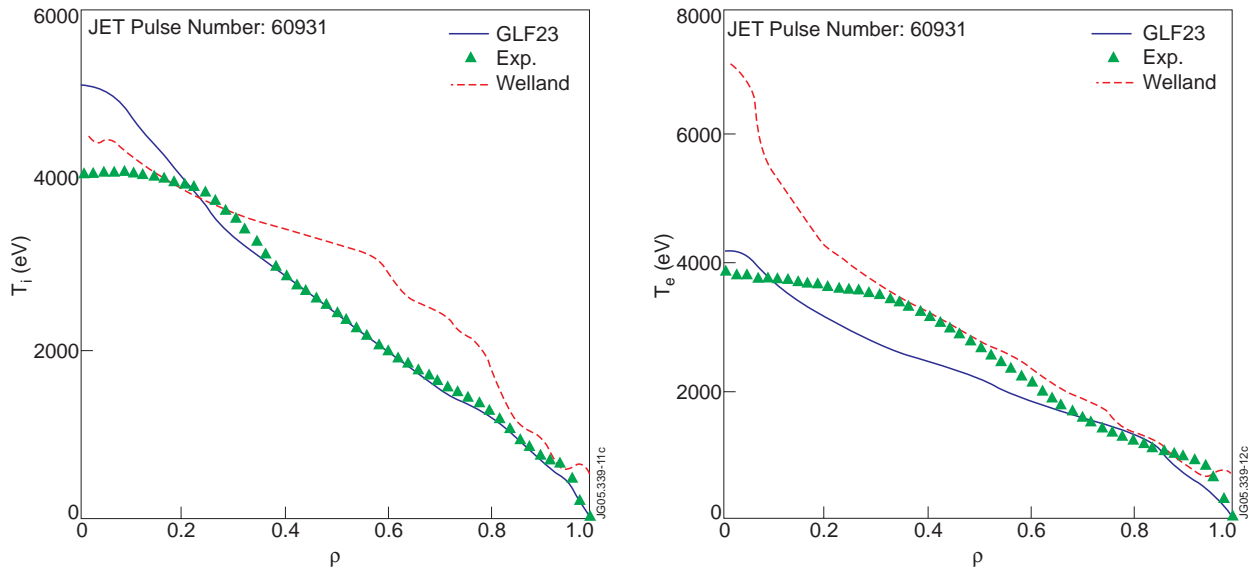 6000
JET Pulse Number: 60931
GLF23
Exp.
Welland
4000
2000
0
Ti (eV)
0
0.2
0.4
0.6
0.8
1.0
ρ
JG05.339-11c
8000
JET Pulse Number: 60931
GLF23
Exp.
Welland
6000
4000
2000
0
Te (eV)
0
0.2
0.4
0.6
0.8
1.0
ρ
JG05.339-12c